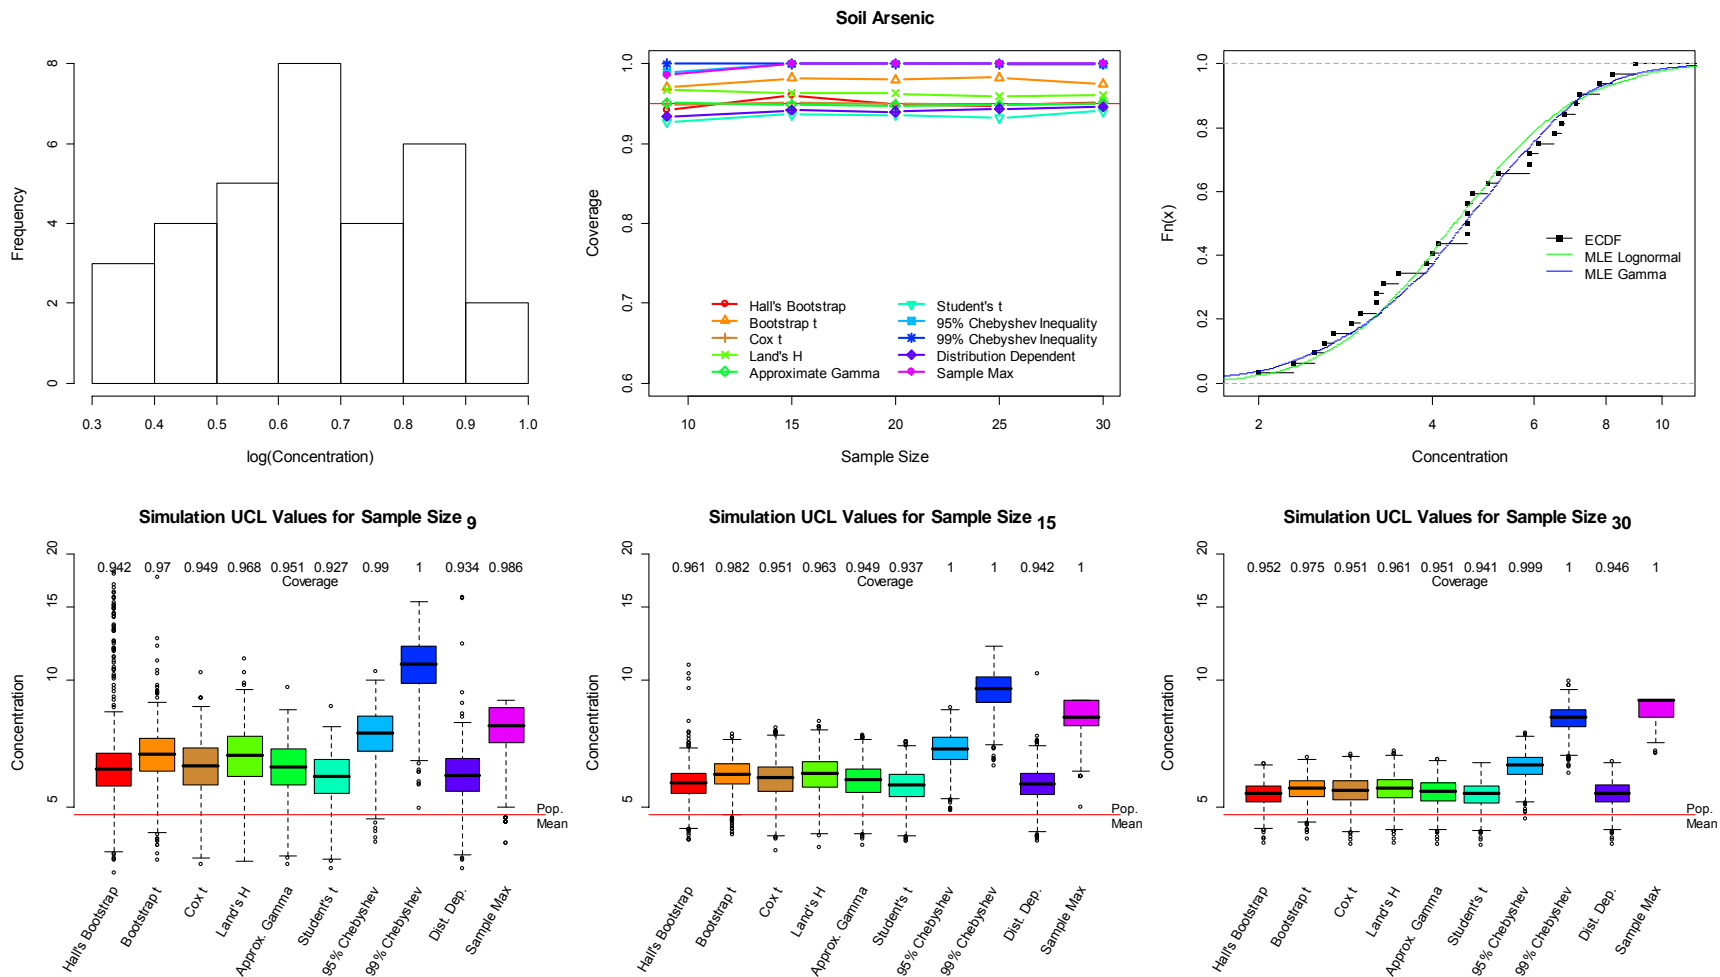 Soil Arsenic
8
6
4
2
0
Frequency
0.3 0.4 0.5 0.6 0.7 0.8 0.9 1.0
log(Concentration)
1.0
0.9
0.8
0.7
0.6
Coverage
Hall's Bootstrap
Bootstrap t
Cox t
Land's H
Approximate Gamma
Student's t
95% Chebyshev Inequality
99% Chebyshev Inequality
Distribution Dependent
Sample Max
10 15 20 25 30
Sample Size
1.0
0.8
0.6
0.4
0.2
0.0
Fn(x)
ECDF
MLE Lognormal
MLE Gamma
2 4 6 8 10
Concentration
Simulation UCL Values for Sample Size 9
20
15
10
5
Concentration
0.942 0.97 0.949 0.968 0.951 0.927 0.99 1 0.934 0.986
Coverage
Pop.
Mean
Hall's Bootstrap
Bootstrap t
Cox t
Land's H
Approx. Gamma
Student's t
95% Chebyshev
99% Chebyshev
Dist. Dep.
Sample Max
Simulation UCL Values for Sample Size 15
20
15
10
5
Concentration
0.961 0.982 0.951 0.963 0.949 0.937 1 1 0.942 1
Coverage
Pop.
Mean
Hall's Bootstrap
Bootstrap t
Cox t
Land's H
Approx. Gamma
Student's t
95% Chebyshev
99% Chebyshev
Dist. Dep.
Sample Max
Simulation UCL Values for Sample Size 30
20
15
10
5
Concentration
0.952 0.975 0.951 0.961 0.951 0.941 0.999 1 0.946 1
Coverage
Pop.
Mean
Hall's Bootstrap
Bootstrap t
Cox t
Land's H
Approx. Gamma
Student's t
95% Chebyshev
99% Chebyshev
Dist. Dep.
Sample Max